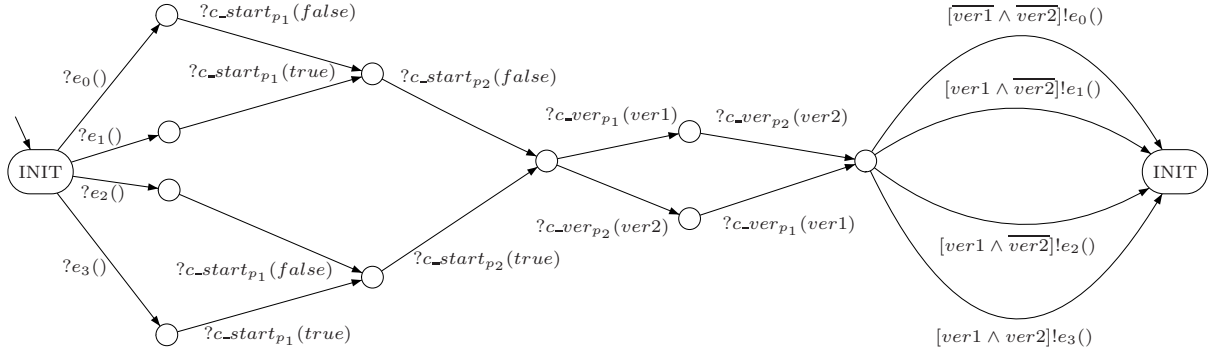 ?c_start_{p_1}(false)
[\overline{ver1} ∧ \overline{ver2}]!e_0()
?e_0()
?c_start_{p_1}(true)
?c_start_{p_2}(false)
[ver1 ∧ \overline{ver2}]!e_1()
?e_1()
?c_ver_{p_1}(ver1)
?c_ver_{p_2}(ver2)
INIT
INIT
?e_2()
?c_ver_{p_2}(ver2)
?c_ver_{p_1}(ver1)
[ver1 ∧ \overline{ver2}]!e_2()
?e_3()
?c_start_{p_1}(false)
?c_start_{p_2}(true)
?c_start_{p_1}(true)
[ver1 ∧ ver2]!e_3()